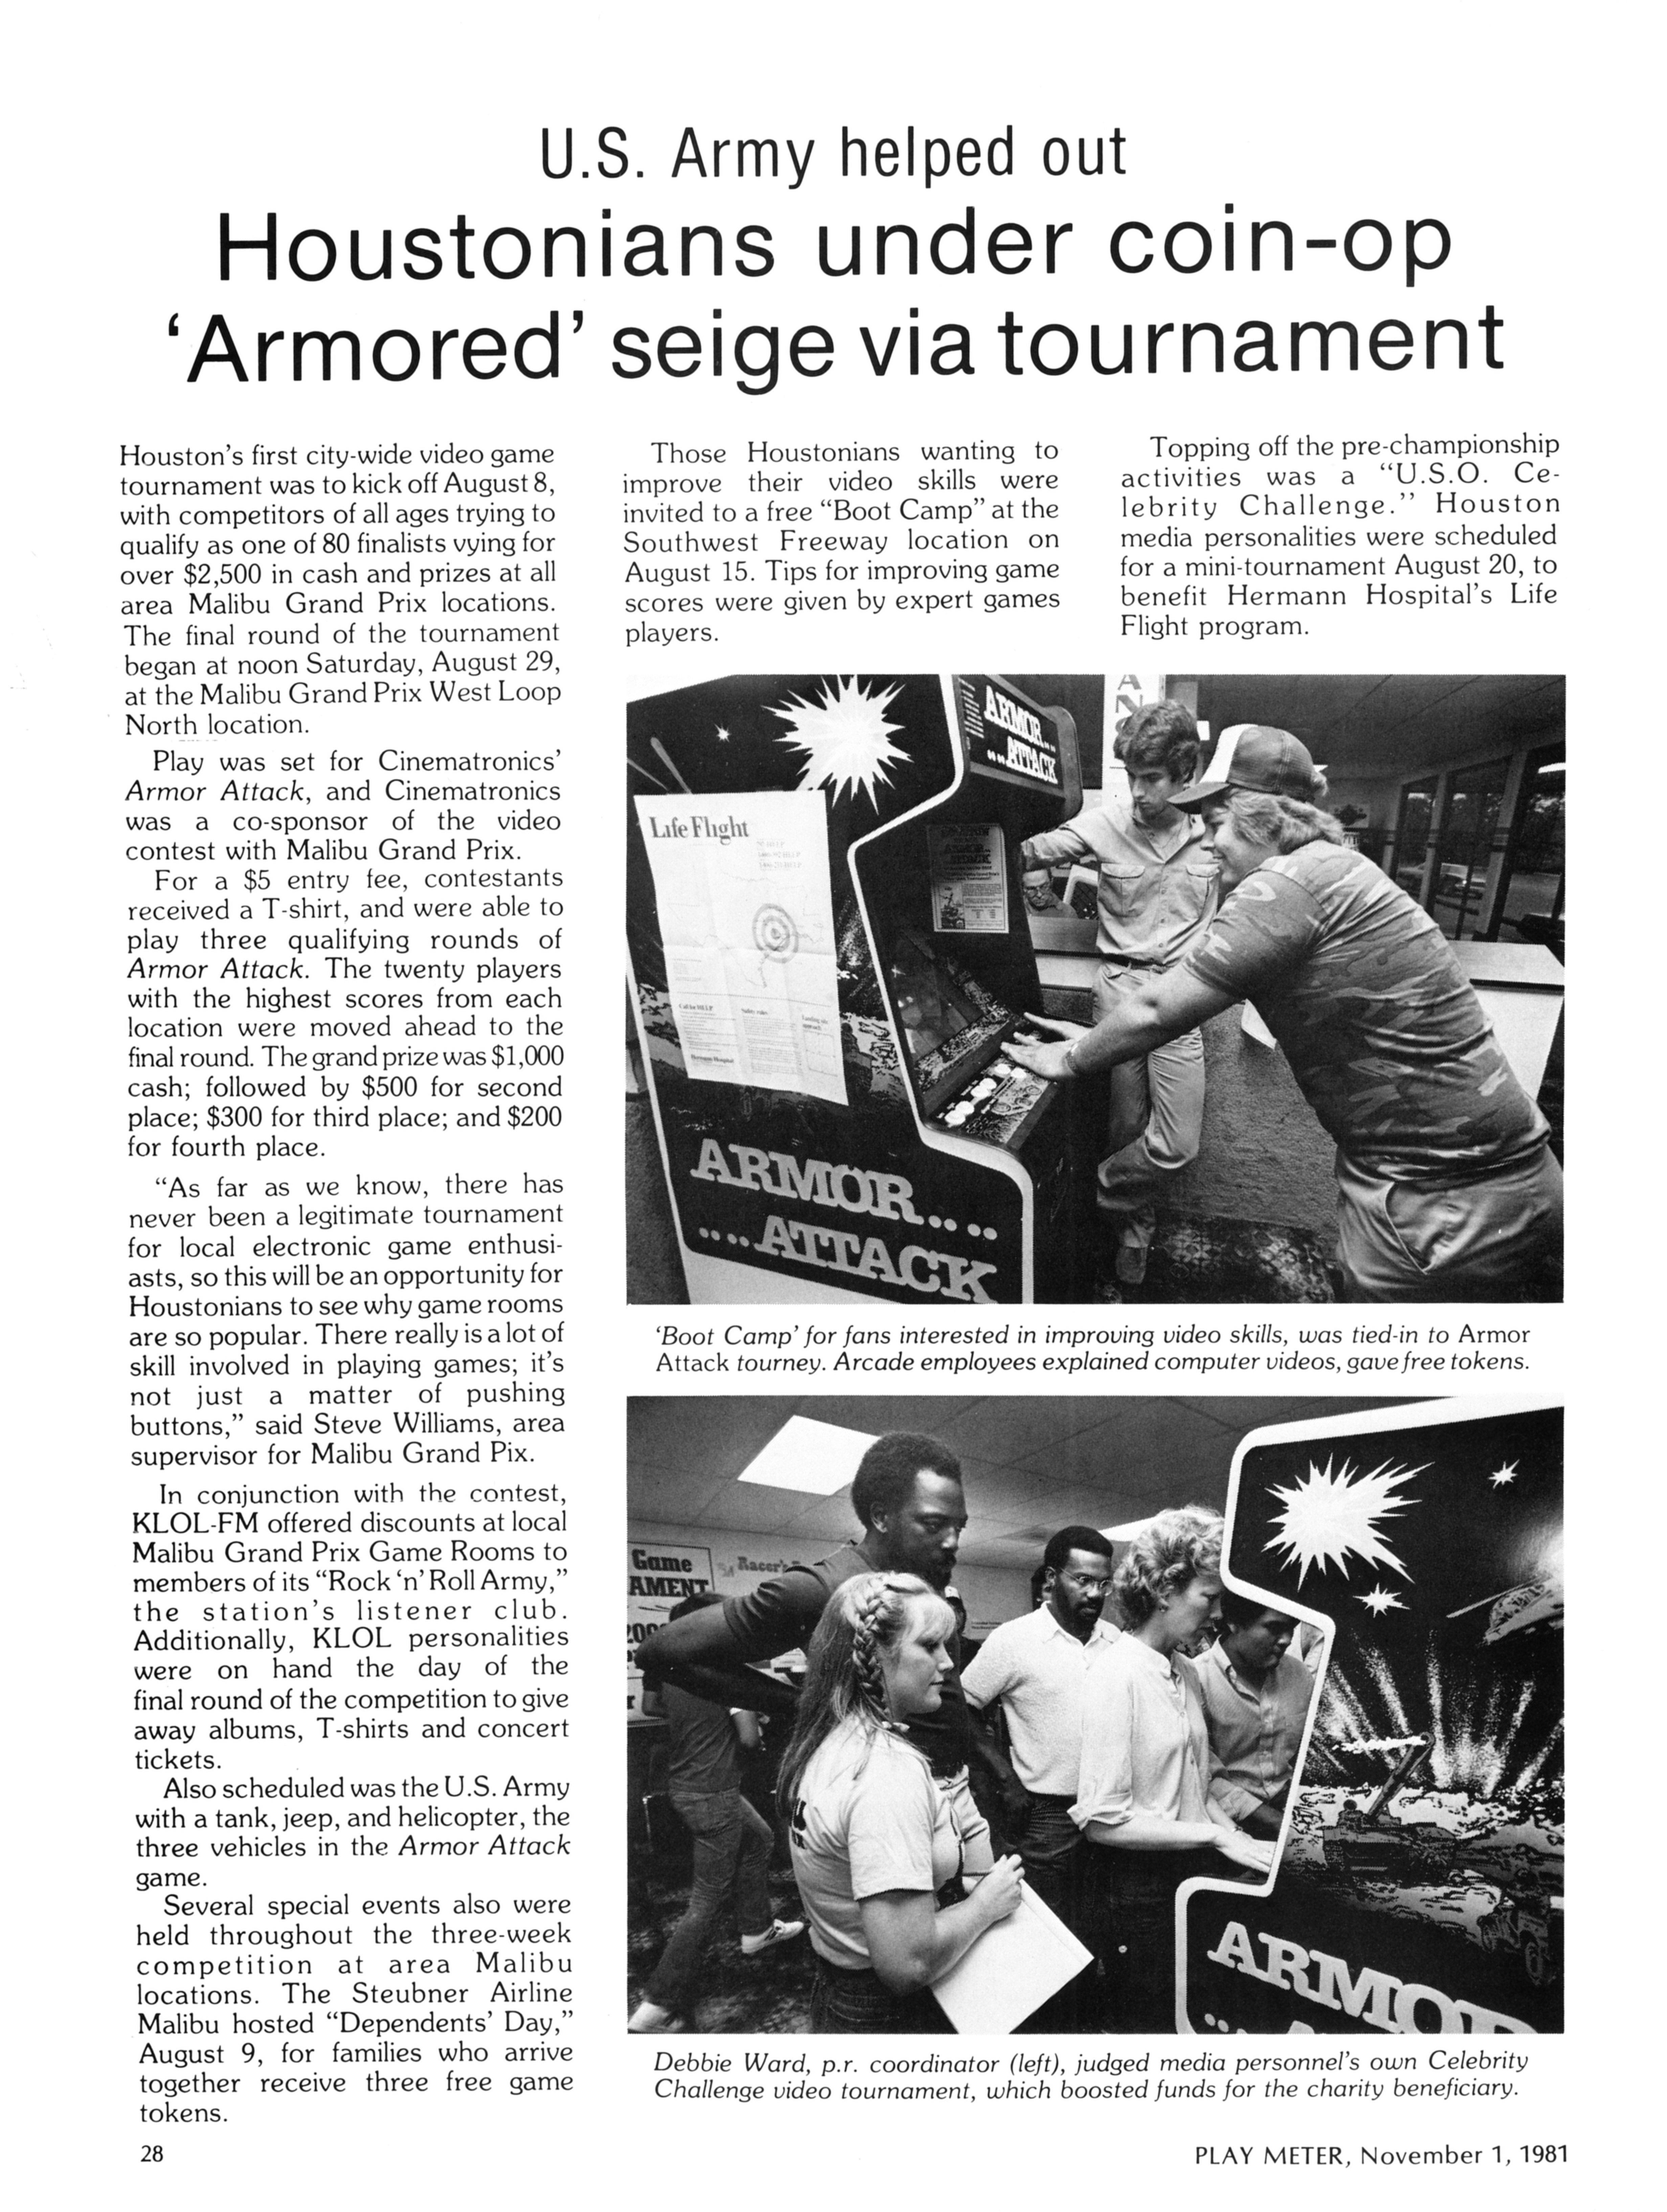 U.S. Army helped out
Houstonians under coin-op
‘Armored’ seige via tournament
Houston’s first city-wide video game
tournament was to kick off August 8,
with competitors of all ages trying to
qualify as one of 80 finalists vying for
over $2,500 in cash and prizes at all
area Malibu Grand Prix locations.
The final round of the tournament
began at noon Saturday, August 29,
at the Malibu Grand Prix West Loop
North location.
Play was set for Cinematronics’
Armor Attack, and Cinematronics
was a co-sponsor of the video
contest with Malibu Grand Prix.
For a $5 entry fee, contestants
received a T-shirt, and were able to
play three qualifying rounds of
Armor Attack. The twenty players
with the highest scores from each
location were moved ahead to the
final round. The grand prize was $1,000
cash; followed by $500 for second
place; $300 for third place; and $200
for fourth place.
“As far as we know, there has
never been a legitimate tournament
for local electronic game enthusi-
asts, so this will be an opportunity for
Houstonians to see why game rooms
are so popular. There really is a lot of
skill involved in playing games; it’s
not just a matter of pushing
buttons,” said Steve Williams, area
supervisor for Malibu Grand Pix.
In conjunction with the contest,
KLOL-FM offered discounts at local
Malibu Grand Prix Game Rooms to
members of its “Rock ‘n’ Roll Army,”
the station’s listener club.
Additionally, KLOL personalities
were on hand the day of the
final round of the competition to give
away albums, T-shirts and concert
tickets.
Also scheduled was the U.S. Army
with a tank, jeep, and helicopter, the
three vehicles in the Armor Attack
game.
Several special events also were
held throughout the three-week
competition at area Malibu
locations. The Steubner Airline
Malibu hosted “Dependents’ Day,”
August 9, for families who arrive
together receive three free game
tokens.
Those Houstonians wanting to
improve their video skills were
invited to a free “Boot Camp” at the
Southwest Freeway location on
August 15. Tips for improving game
scores were given by expert games
players.
Topping off the pre-championship
activities was a “U.S.O. Ce-
lebrity Challenge.” Houston
media personalities were scheduled
for a mini-tournament August 20, to
benefit Hermann Hospital’s Life
Flight program.
ARMOR...
...ATTACK
Life Flight
Hermann Hospital
ARMOR....
....ATTACK
‘Boot Camp’ for fans interested in improving video skills, was tied-in to Armor
Attack tourney. Arcade employees explained computer videos, gave free tokens.
Game
AMENT
Racer's
ARMOR
Debbie Ward, p.r. coordinator (left), judged media personnel’s own Celebrity
Challenge video tournament, which boosted funds for the charity beneficiary.
28
PLAY METER, November 1, 1981